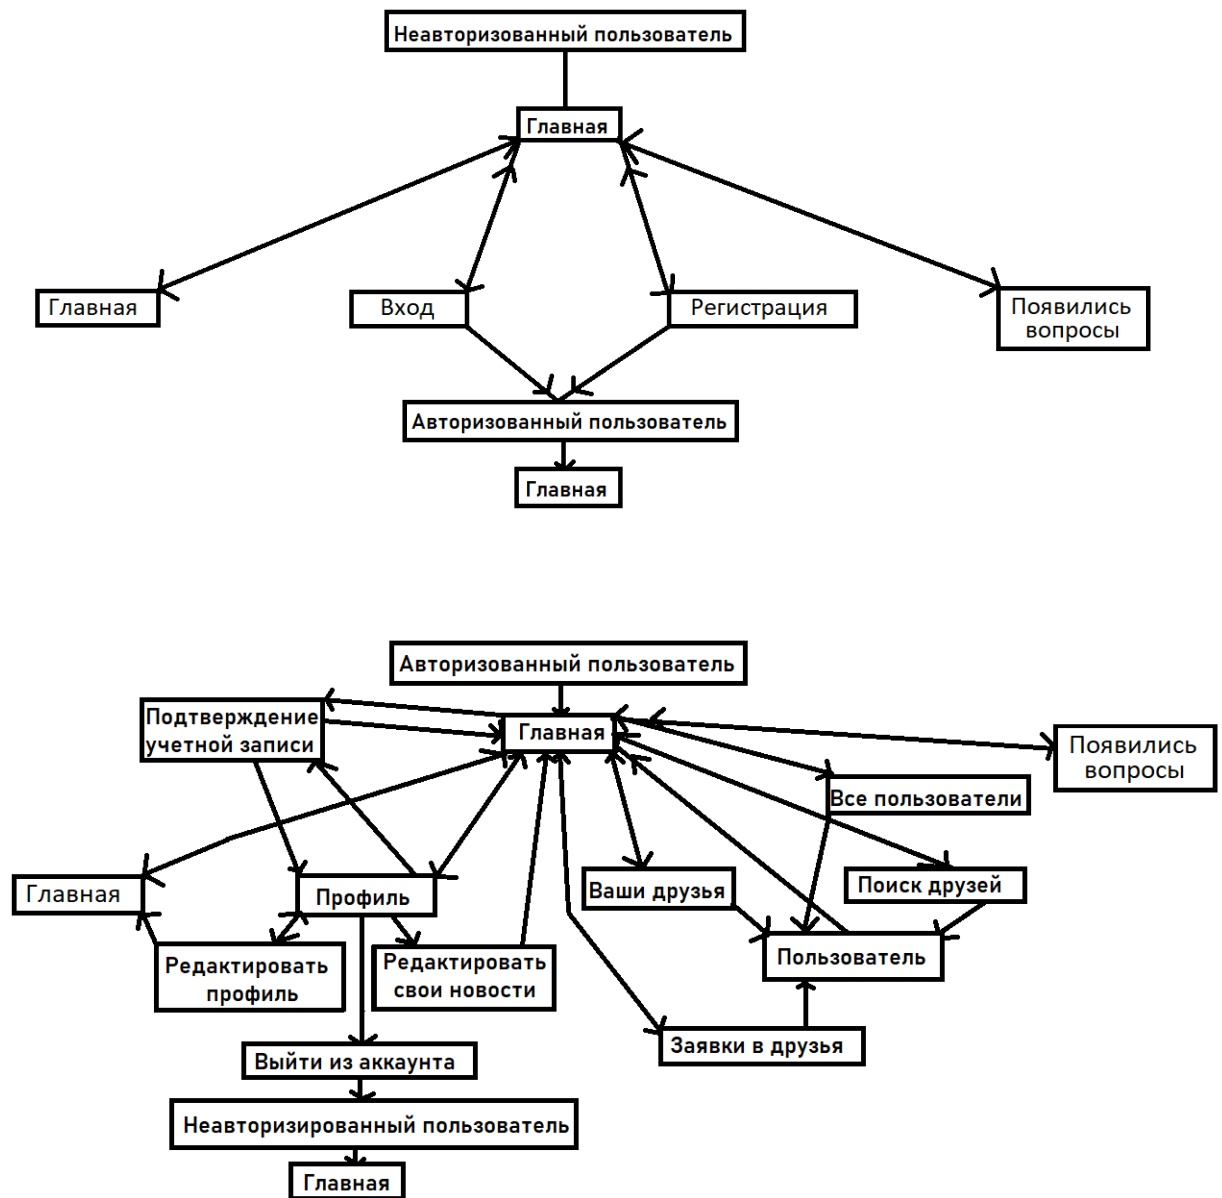 Неавторизованный пользователь
Главная
Главная
Вход
Регистрация
Появились
вопросы
Авторизованный пользователь
Главная
Авторизованный пользователь
Подтверждение
учетной записи
Главная
Появились
вопросы
Все пользователи
Главная
Профиль
Ваши друзья
Поиск друзей
Редактировать
профиль
Редактировать
свои новости
Пользователь
Заявки в друзья
Выйти из аккаунта
Неавторизированный пользователь
Главная